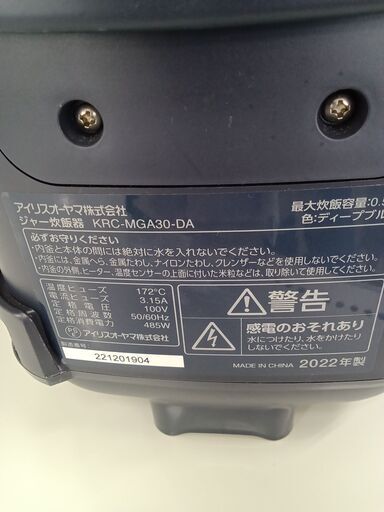 アイリスオーヤマ株式会社
ジャー炊飯器 KRC-MGA30-DA
最大炊飯容量:0.5
色:ディープブル
必ずお守りください
・内釜と本体の間には絶対に水を入れないでください。
・内釜には、金属へら、金属たわし、ナイロンたわし、クレンザーなどを使用しないでください。
・内釜の外側、ヒーター、温度センサーの上面に付いた米粒などは、取り除いて使用してください。
温度ヒューズ 172°C
電流ヒューズ 3.15A
定格電圧 100V
定格周波数 50/60Hz
定格消費電力 485W
PS E アイリスオーヤマ株式会社
製造番号:
221201904
警告
感電のおそれあり
水につけたり、水をかけたり
しないでください。
MADE IN CHINA 2022年製